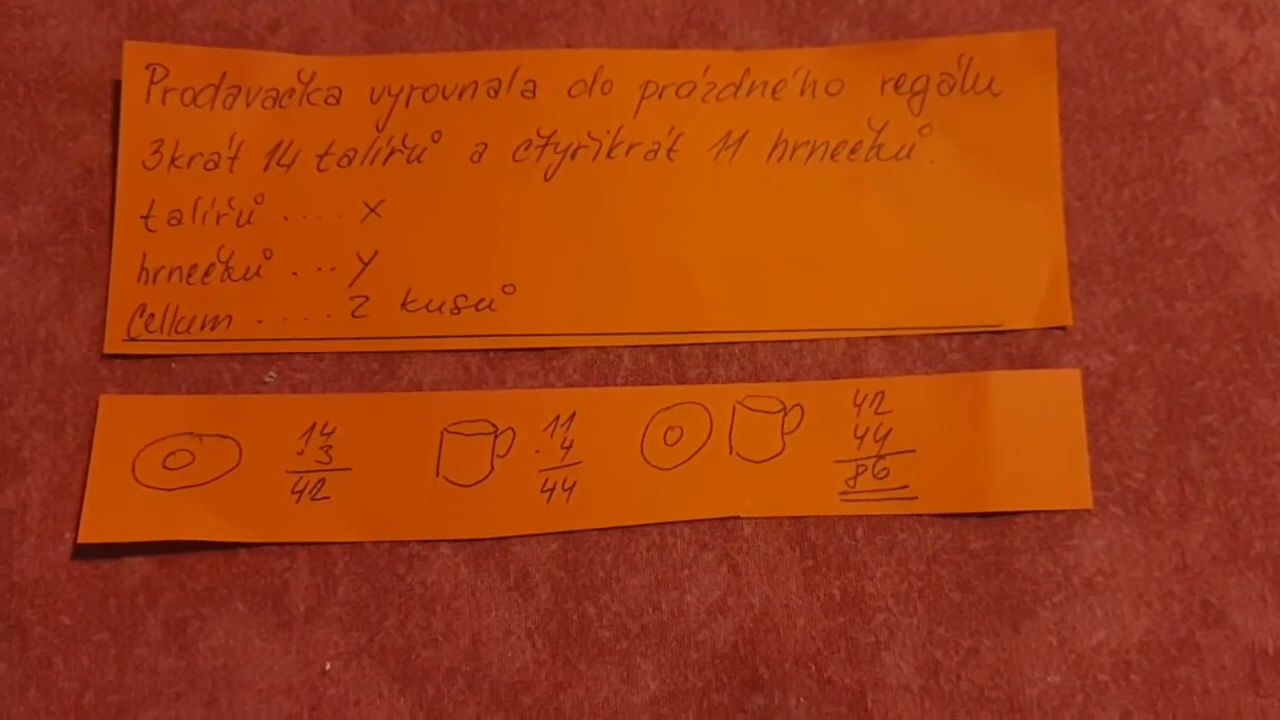 Prodavačka vyrovnala do prázdného regálu
3krát 14 talířů a čtyřikrát 11 hrnečků.
talířů .... x
hrnečků .... y
Cellum ..... z kusů
14
. 3
42
11
. 4
44
42
44
86